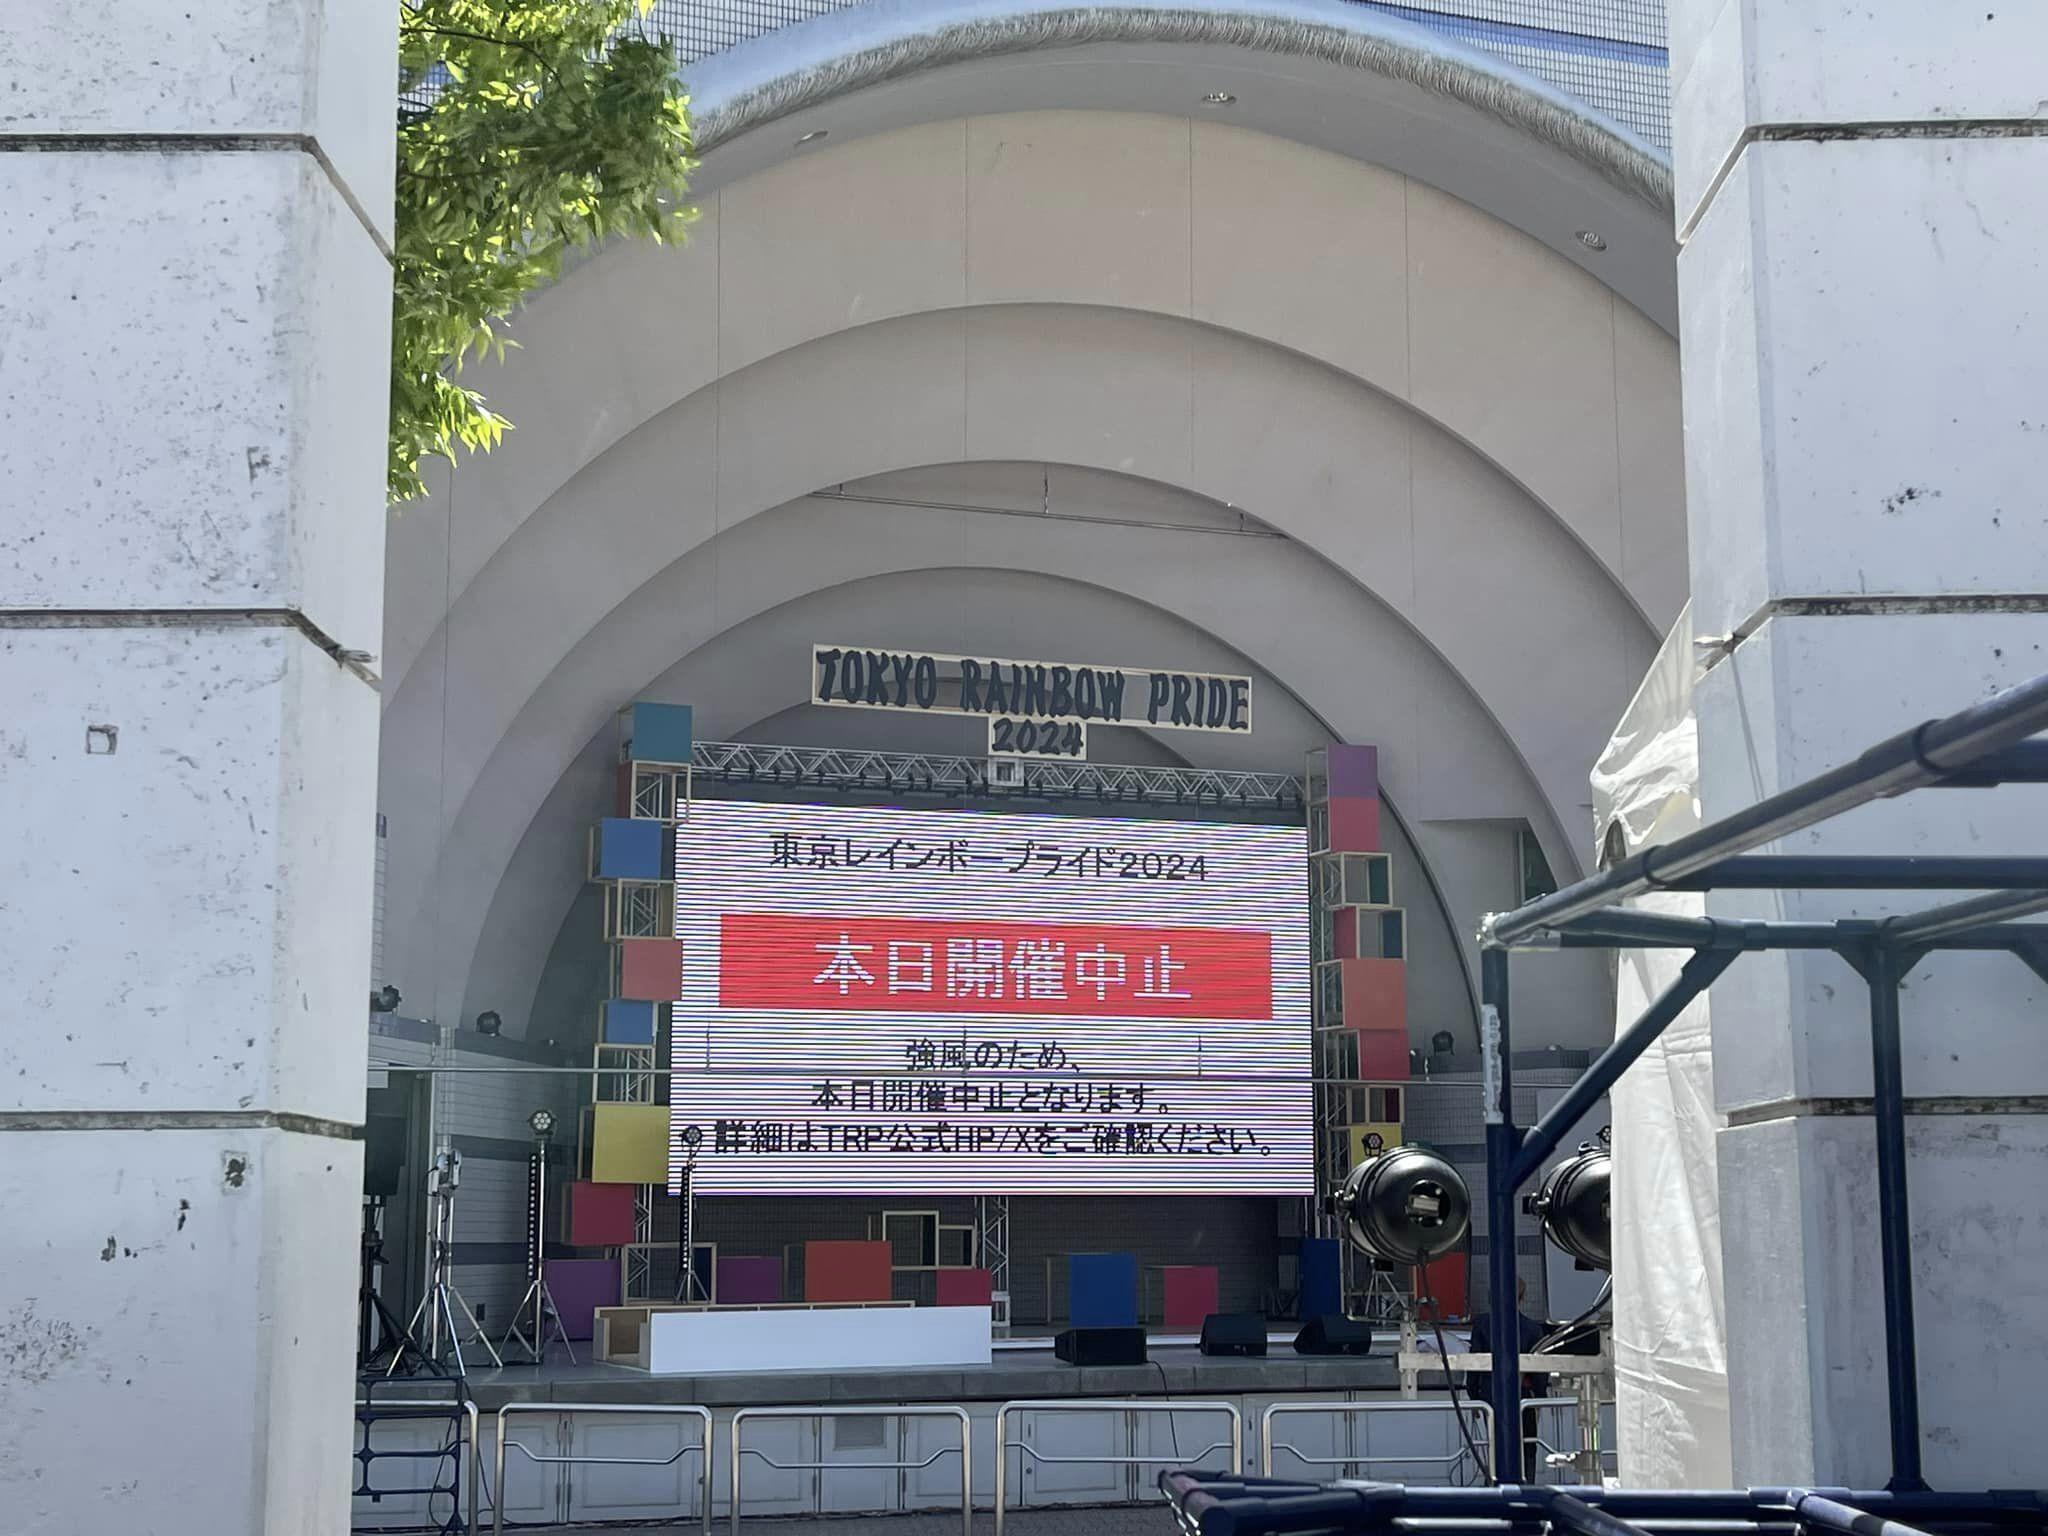 TOKYO RAINBOW PRIDE
2024
東京レインボープライド2024
本日開催中止
強風のため、
本日開催中止となります。
詳細はTRP公式HP/Xをご確認ください。